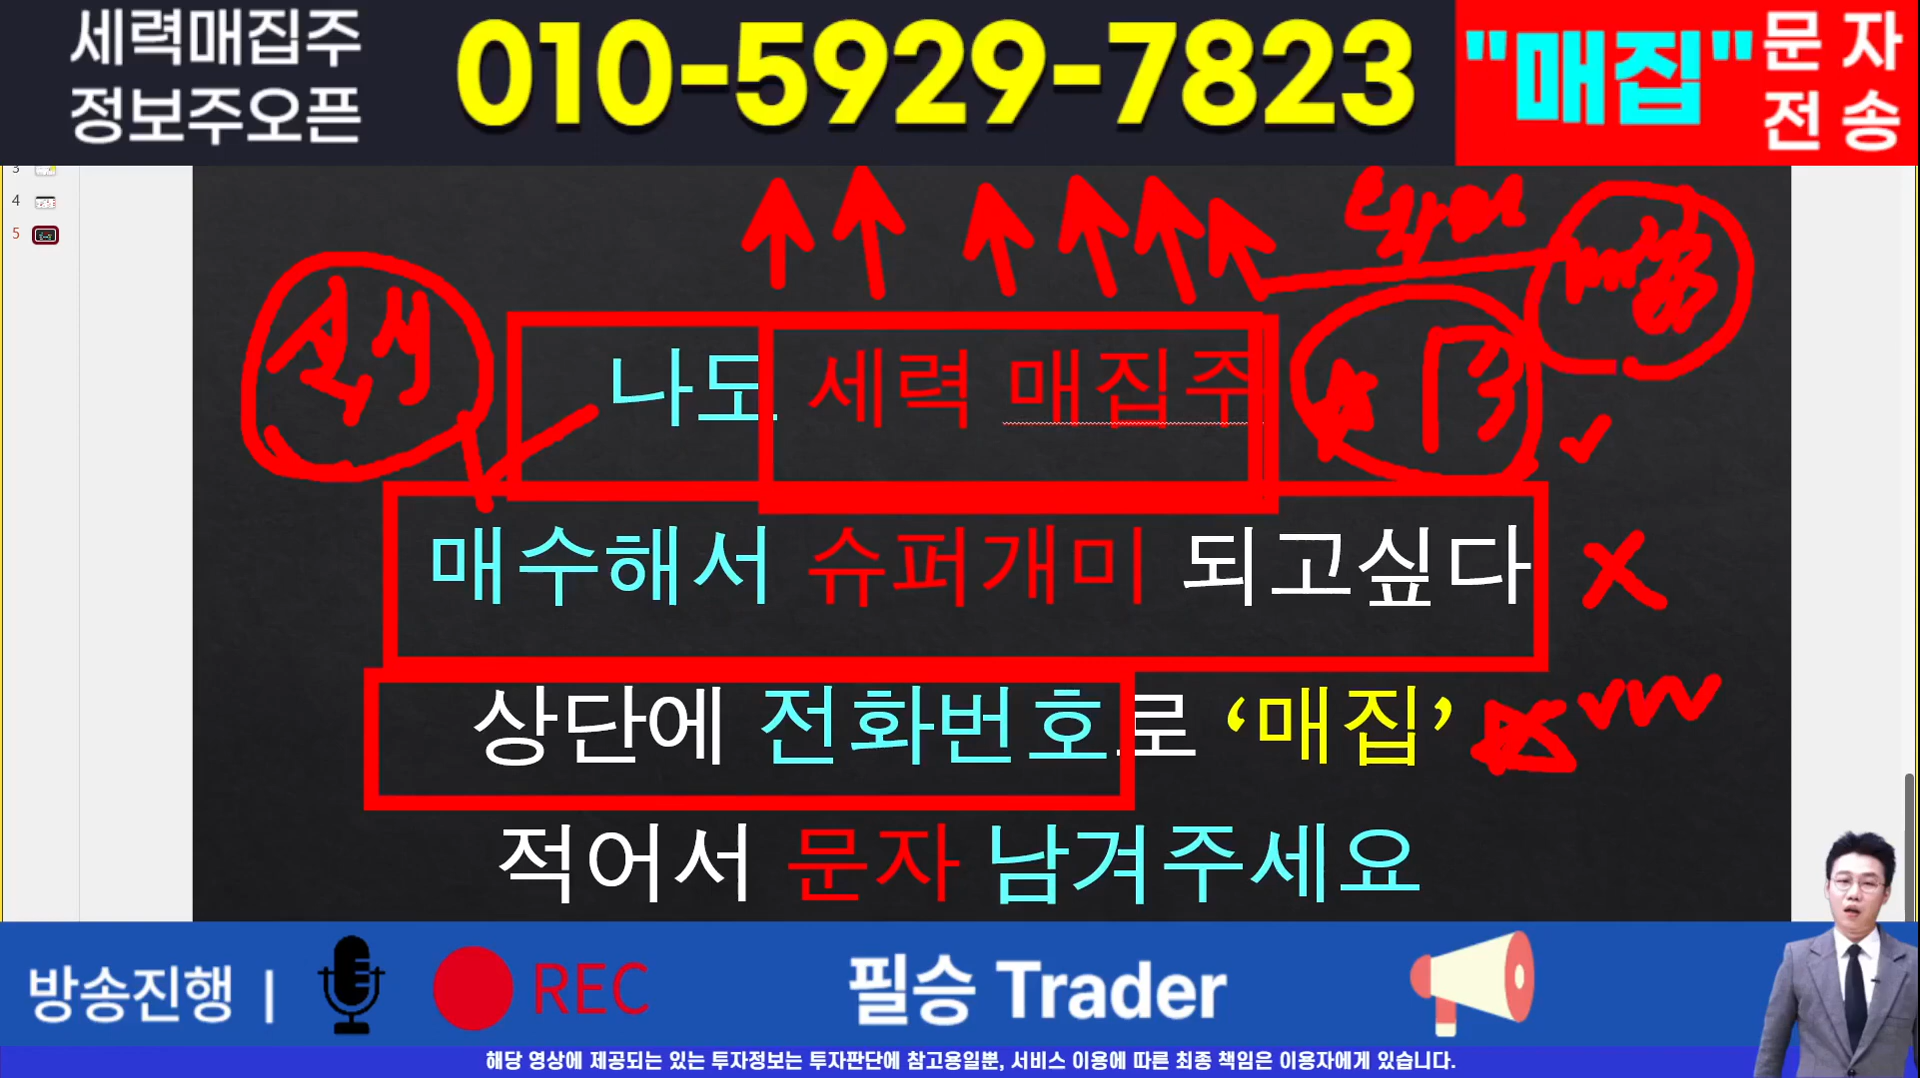 세력매집주
정보주오픈
010-5929-7823
"매집"
문자
전송
3
4
5
나도 세력 매집주
매수해서 슈퍼개미 되고싶다
상단에 전화번호로 ‘매집’
적어서 문자 남겨주세요
방송진행 |
REC
필승 Trader
해당 영상에 제공되는 있는 투자정보는 투자판단에 참고용일뿐, 서비스 이용에 따른 최종 책임은 이용자에게 있습니다.